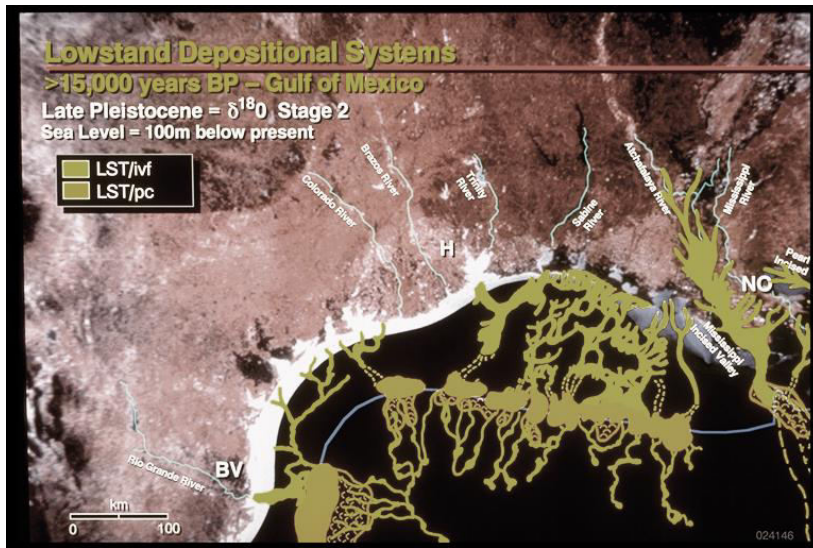 Lowstand Depositional Systems
>15,000 years BP – Gulf of Mexico
Late Pleistocene = δ¹⁸0 Stage 2
Sea Level = 100m below present
LST/ivf
LST/pc
Colorado River
Brazos River
Trinity
River
Sabine
River
Atchafalaya River
Mississippi
River
Pearl
Incised
H
NO
Mississippi
Incised Valley
BV
Rio Grande River
km
0 100
024146